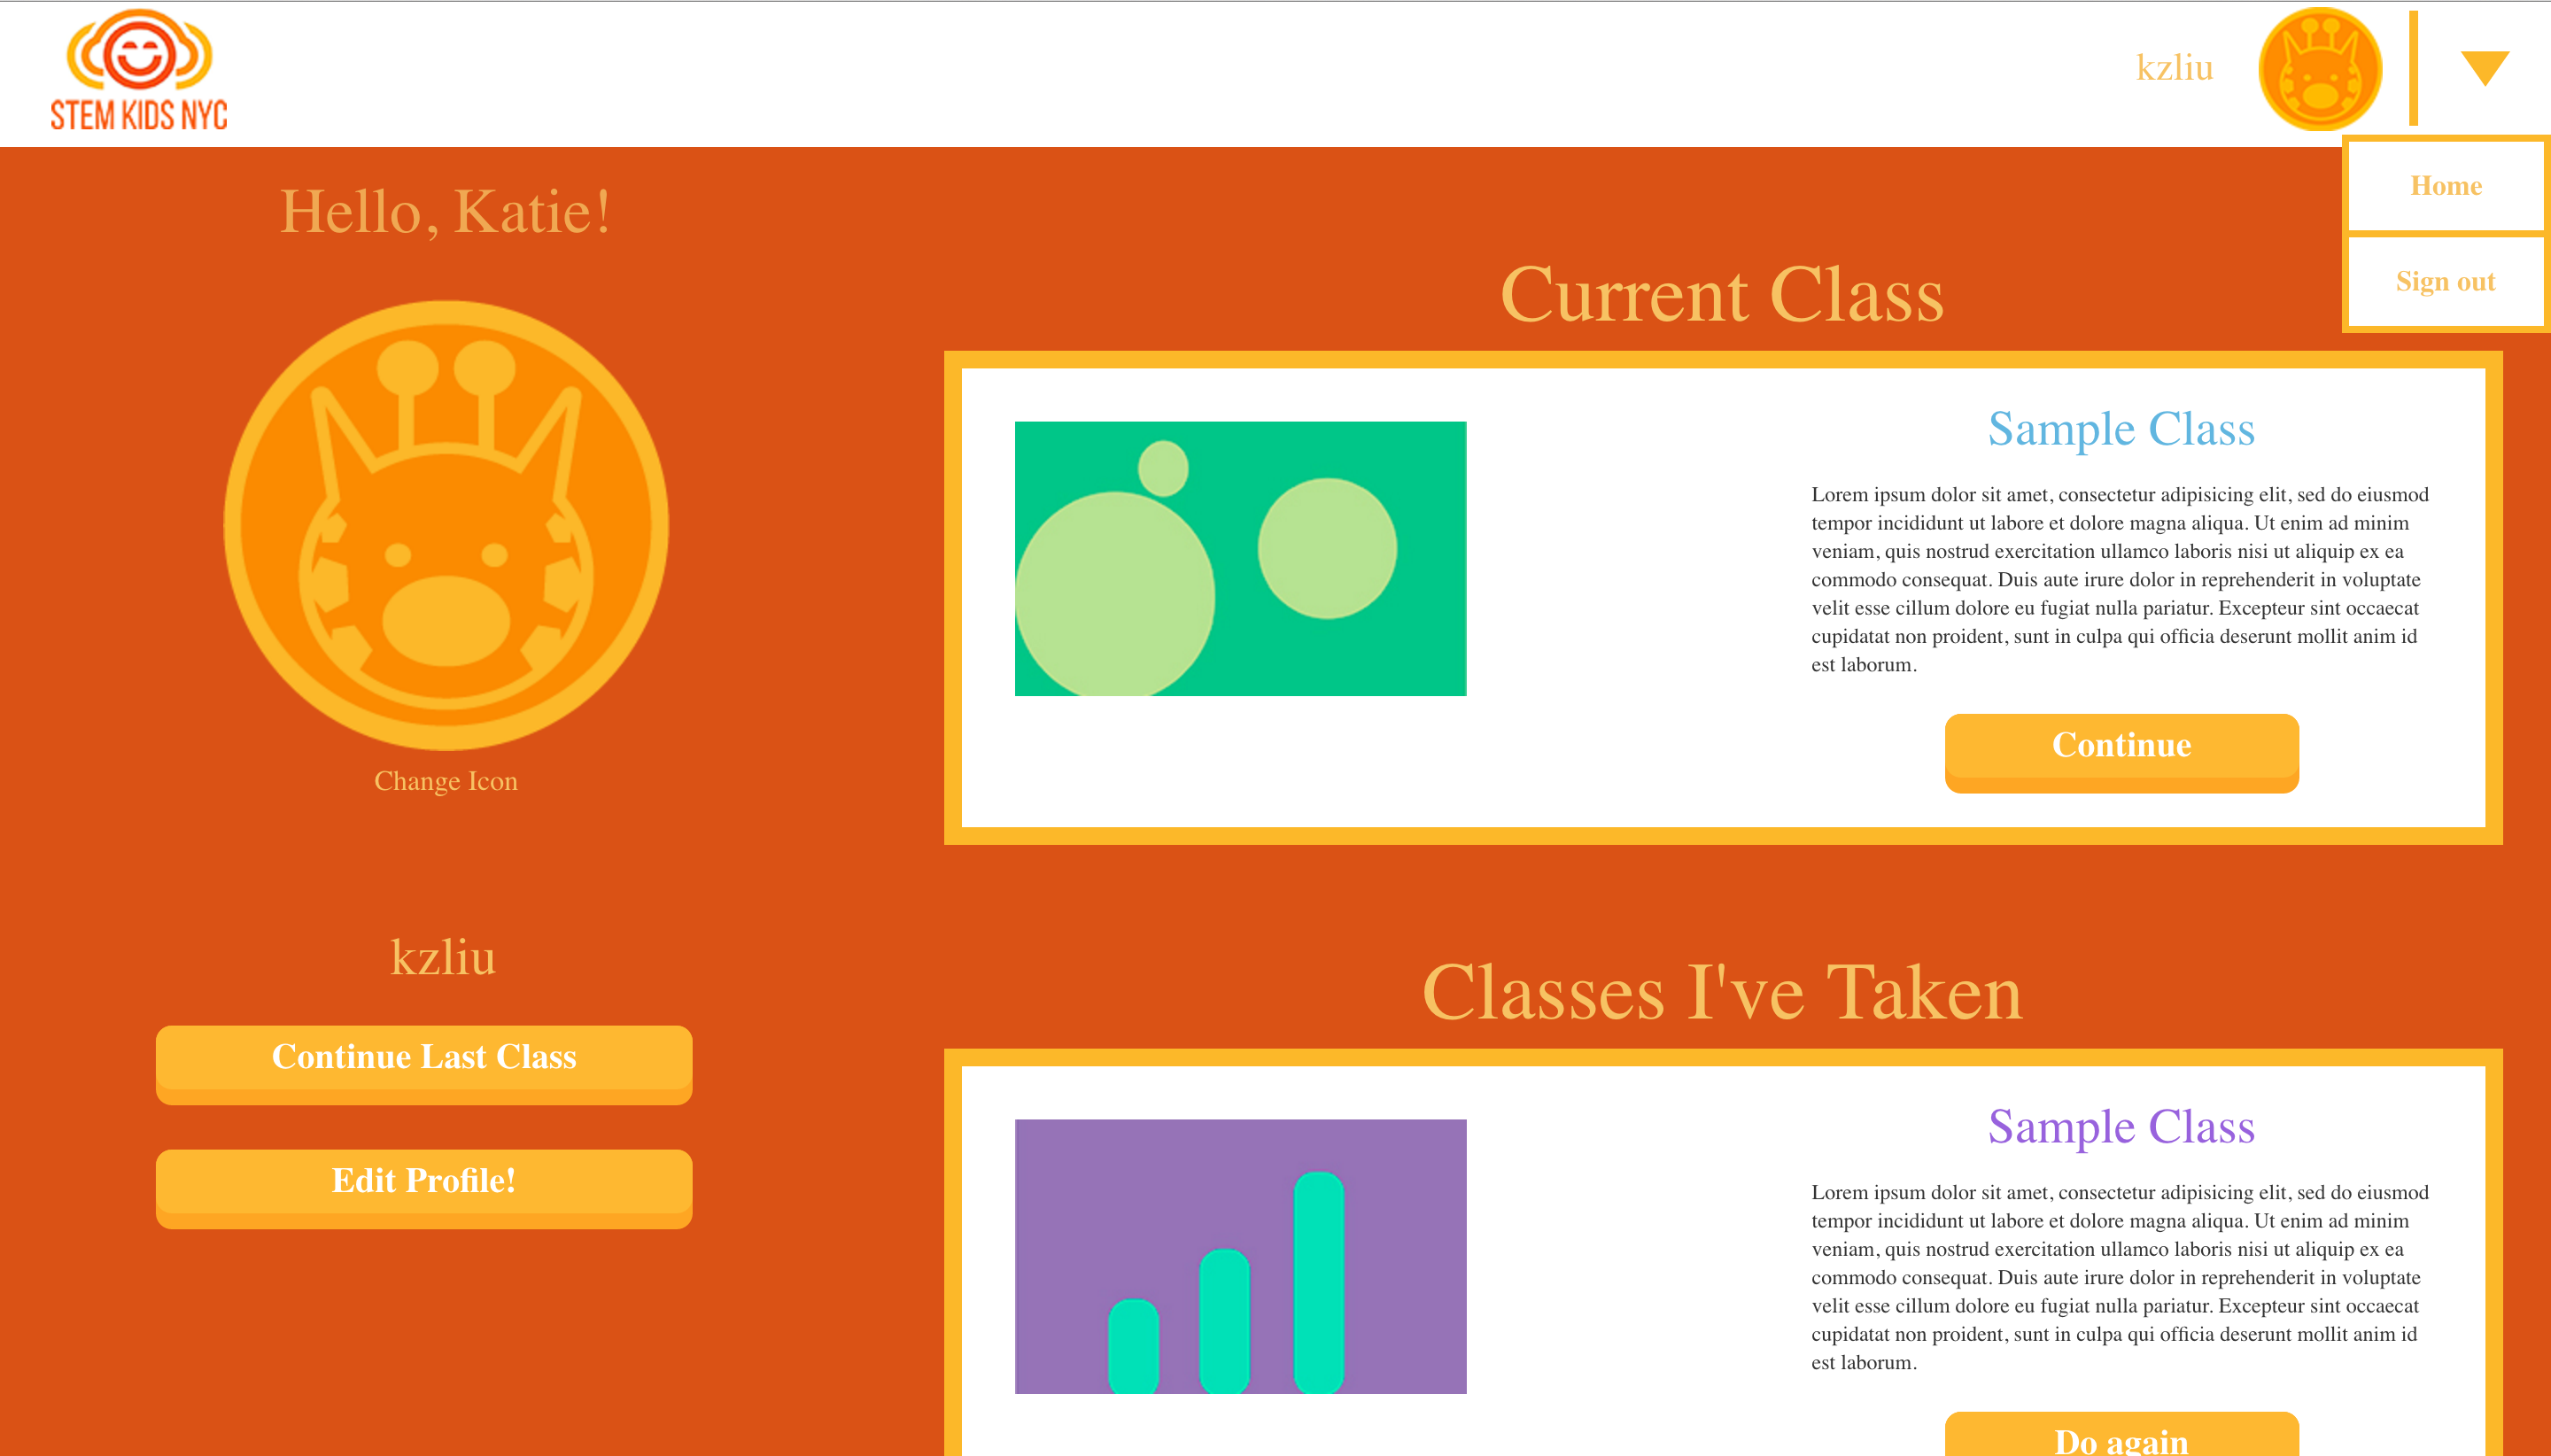 STEM KIDS NYC
kzliu
Home
Sign out
Hello, Katie!
Change Icon
kzliu
Continue Last Class
Edit Profile!
Current Class
Sample Class
Lorem ipsum dolor sit amet, consectetur adipisicing elit, sed do eiusmod
tempor incididunt ut labore et dolore magna aliqua. Ut enim ad minim
veniam, quis nostrud exercitation ullamco laboris nisi ut aliquip ex ea
commodo consequat. Duis aute irure dolor in reprehenderit in voluptate
velit esse cillum dolore eu fugiat nulla pariatur. Excepteur sint occaecat
cupidatat non proident, sunt in culpa qui officia deserunt mollit anim id
est laborum.
Continue
Classes I've Taken
Sample Class
Lorem ipsum dolor sit amet, consectetur adipisicing elit, sed do eiusmod
tempor incididunt ut labore et dolore magna aliqua. Ut enim ad minim
veniam, quis nostrud exercitation ullamco laboris nisi ut aliquip ex ea
commodo consequat. Duis aute irure dolor in reprehenderit in voluptate
velit esse cillum dolore eu fugiat nulla pariatur. Excepteur sint occaecat
cupidatat non proident, sunt in culpa qui officia deserunt mollit anim id
est laborum.
Do again